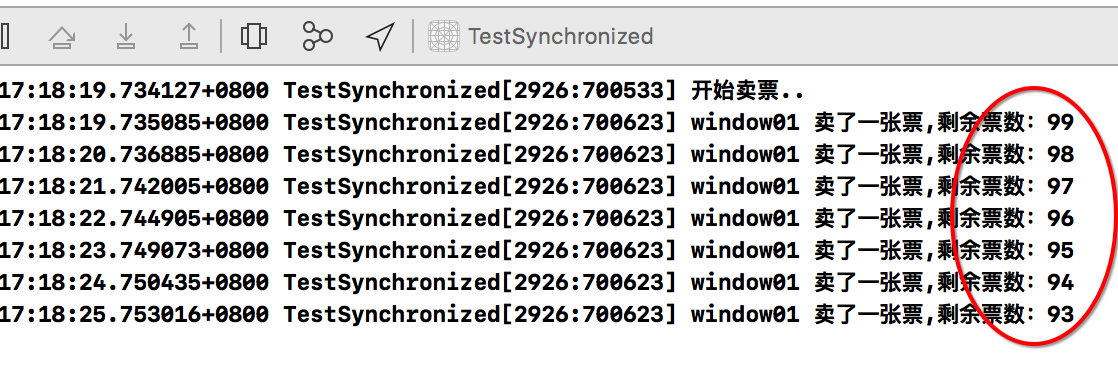 TestSynchronized
17:18:19.734127+0800 TestSynchronized[2926:700533] 开始卖票..
17:18:19.735085+0800 TestSynchronized[2926:700623] window01 卖了一张票,剩余票数：99
17:18:20.736885+0800 TestSynchronized[2926:700623] window01 卖了一张票,剩余票数：98
17:18:21.742005+0800 TestSynchronized[2926:700623] window01 卖了一张票,剩余票数：97
17:18:22.744905+0800 TestSynchronized[2926:700623] window01 卖了一张票,剩余票数：96
17:18:23.749073+0800 TestSynchronized[2926:700623] window01 卖了一张票,剩余票数：95
17:18:24.750435+0800 TestSynchronized[2926:700623] window01 卖了一张票,剩余票数：94
17:18:25.753016+0800 TestSynchronized[2926:700623] window01 卖了一张票,剩余票数：93